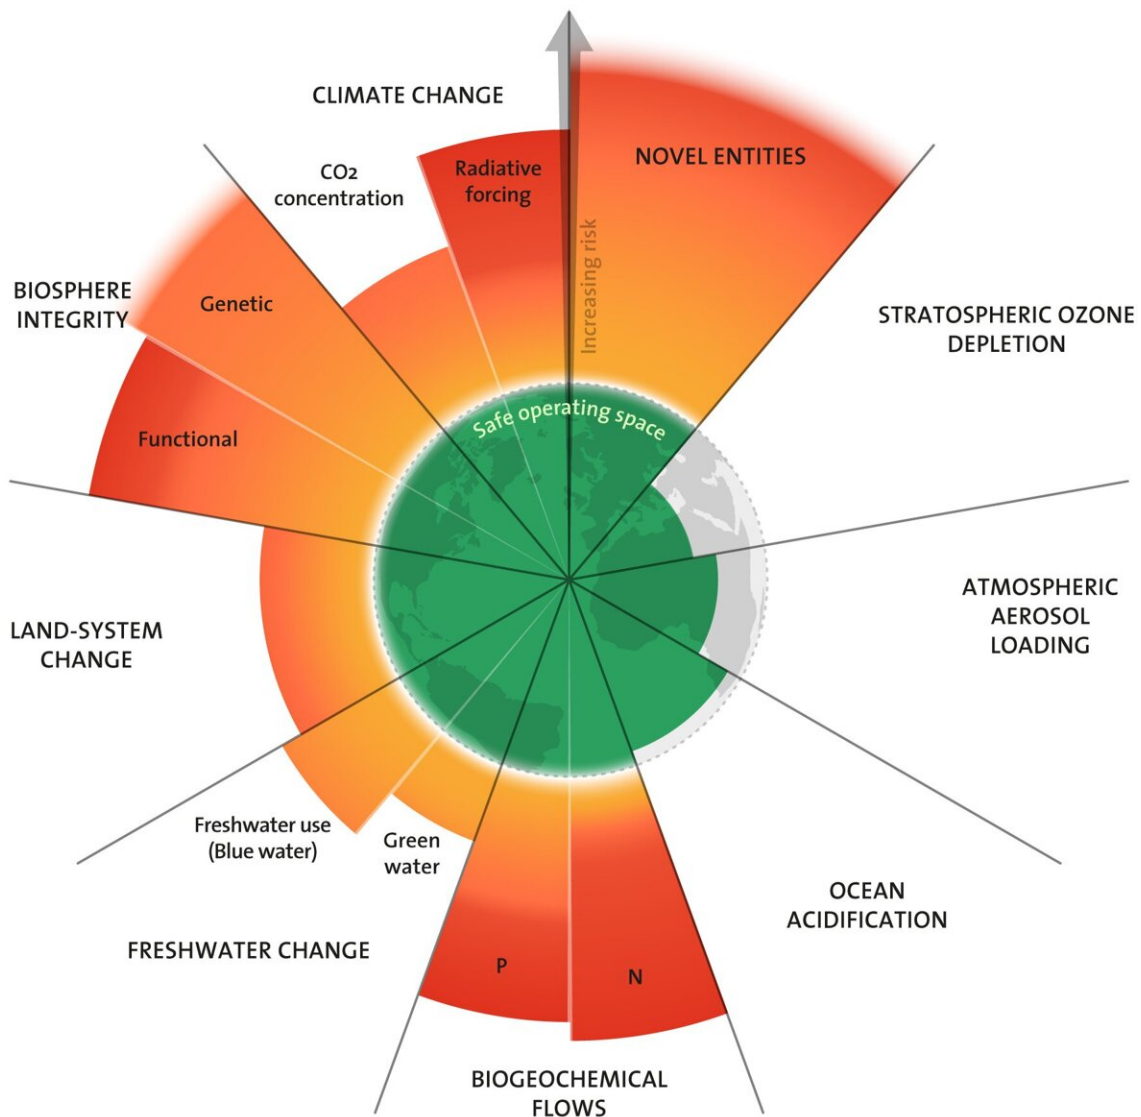 CLIMATE CHANGE
CO2
concentration
Radiative
forcing
Increasing risk
NOVEL ENTITIES
STRATOSPHERIC OZONE
DEPLETION
ATMOSPHERIC
AEROSOL
LOADING
OCEAN
ACIDIFICATION
BIOGEOCHEMICAL
FLOWS
P
N
FRESHWATER CHANGE
Freshwater use
(Blue water)
Green
water
LAND-SYSTEM
CHANGE
BIOSPHERE
INTEGRITY
Genetic
Functional
Safe operating space